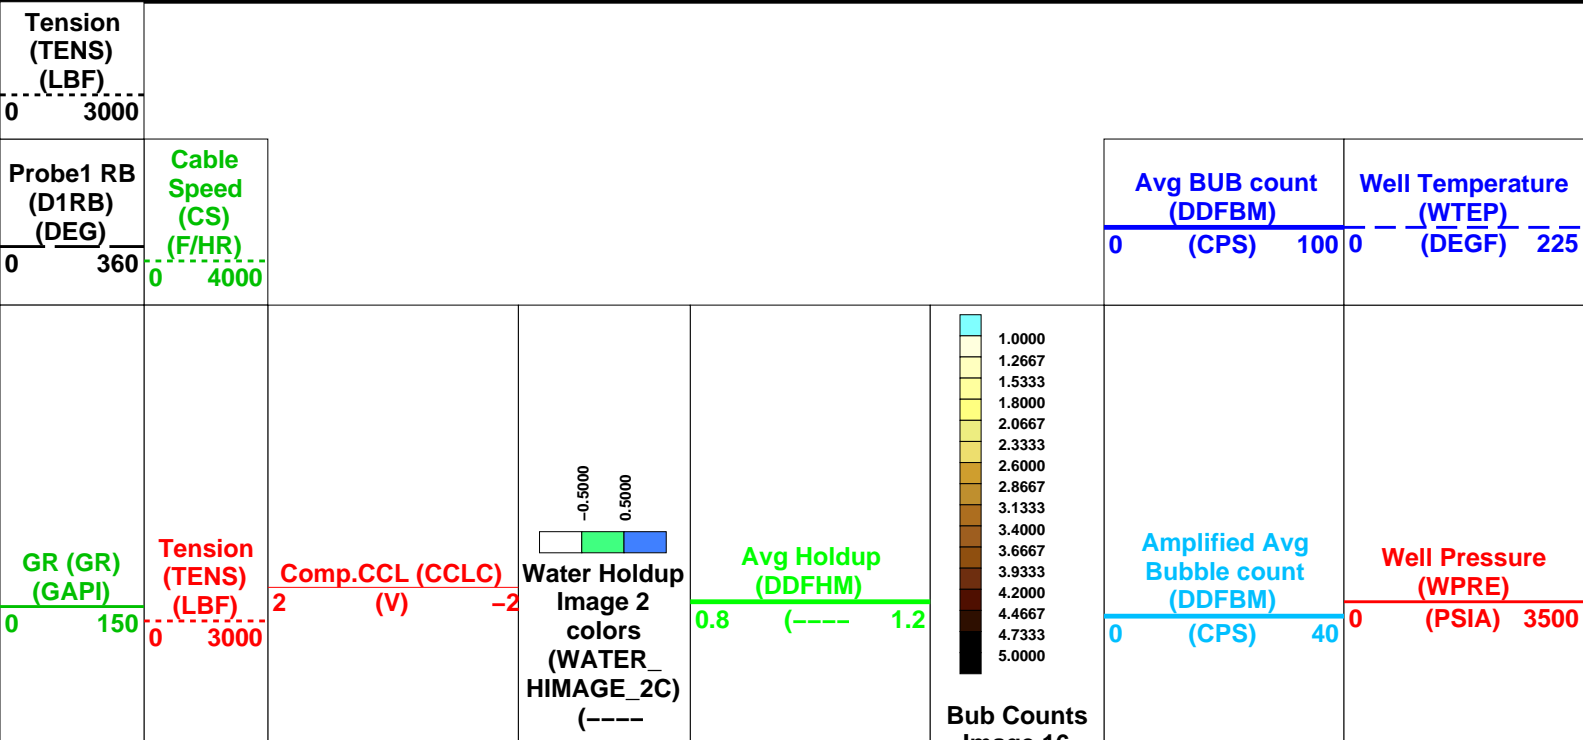 Tension
(TENS)
(LBF)
0 3000
Probe1 RB
(D1RB)
(DEG)
0 360
Cable
Speed
(CS)
(F/HR)
0 4000
Avg BUB count
(DDFBM)
0 (CPS) 100
Well Temperature
(WTEP)
0 (DEGF) 225
GR (GR)
(GAPI)
0 150
Tension
(TENS)
(LBF)
0 3000
Comp.CCL (CCLC)
2 (V) −2
−0.5000
0.5000
Water Holdup
Image 2
colors
(WATER_
HIMAGE_2C)
(−−−−
Avg Holdup
(DDFHM)
0.8 (−−−− 1.2
1.0000
1.2667
1.5333
1.8000
2.0667
2.3333
2.6000
2.8667
3.1333
3.4000
3.6667
3.9333
4.2000
4.4667
4.7333
5.0000
Bub Counts
Image 16
Amplified Avg
Bubble count
(DDFBM)
0 (CPS) 40
Well Pressure
(WPRE)
0 (PSIA) 3500